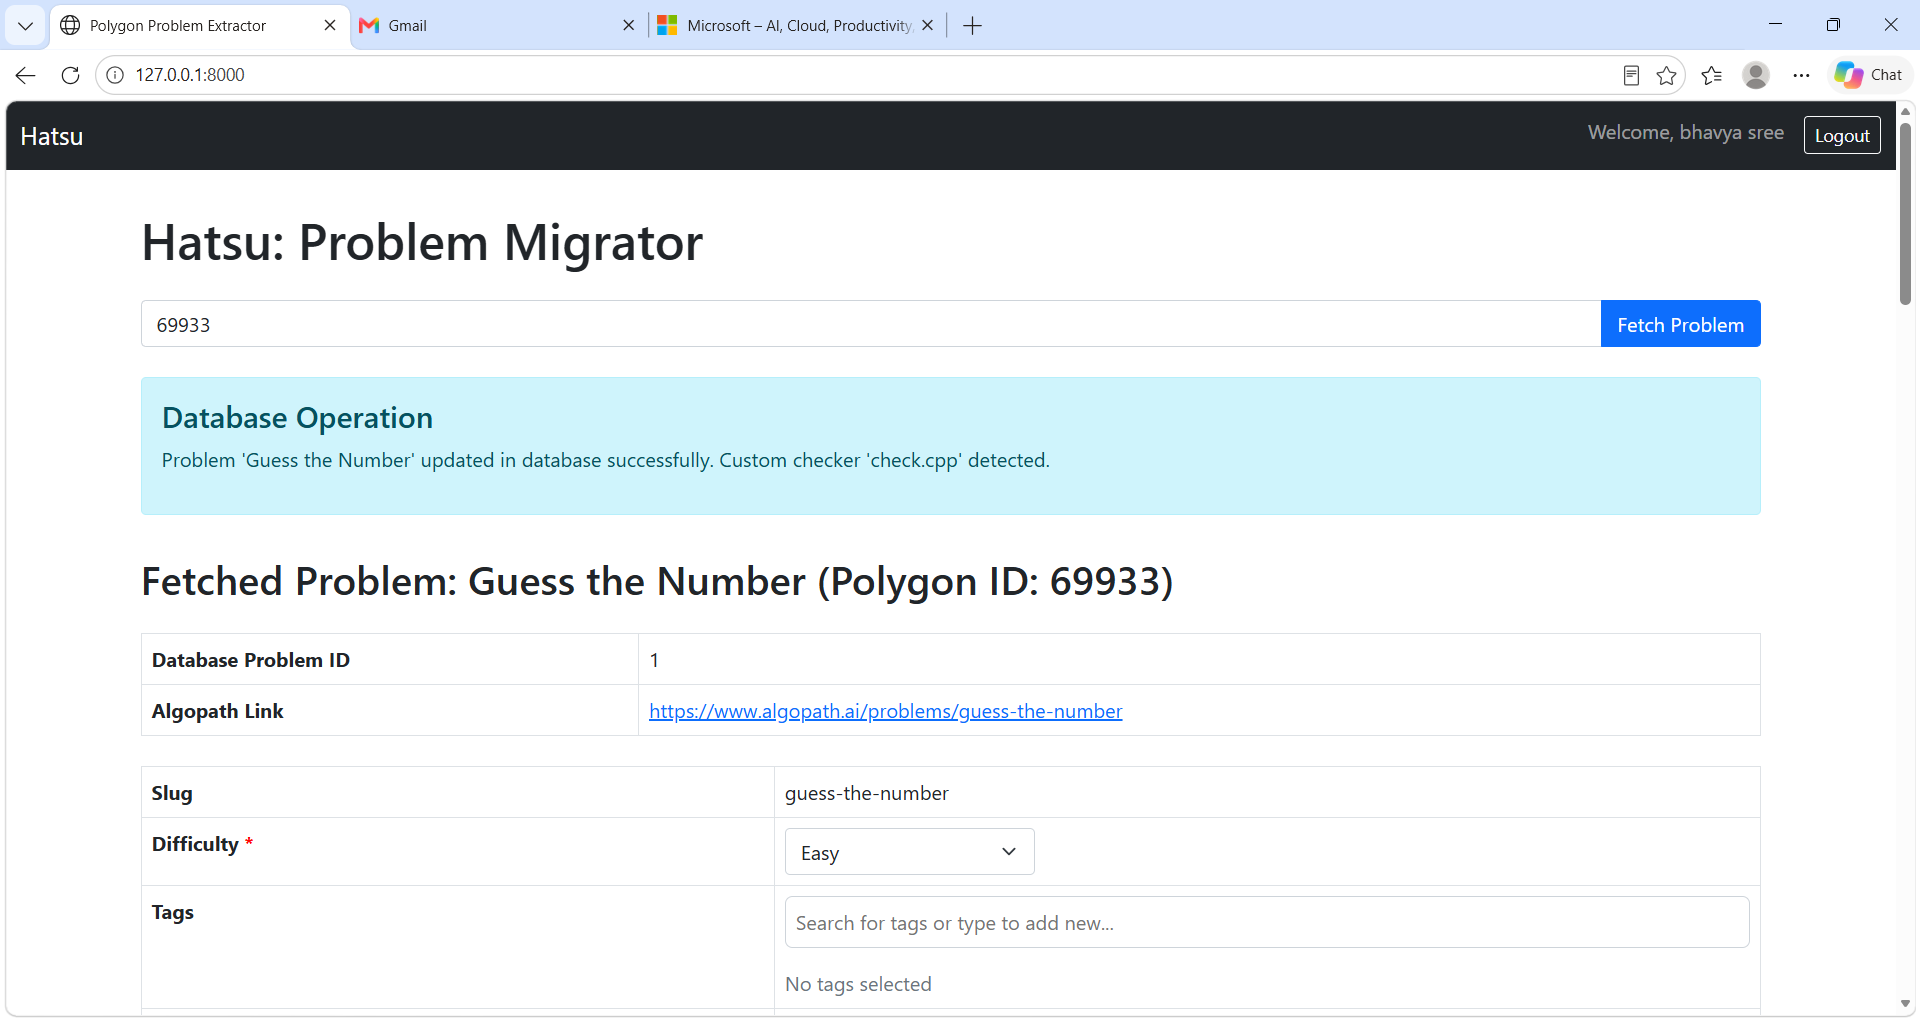 Polygon Problem Extractor
Gmail
Microsoft – AI, Cloud, Productivity,
127.0.0.1:8000
Chat
Hatsu
Welcome, bhavya sree
Logout
Hatsu: Problem Migrator
69933
Fetch Problem
Database Operation
Problem 'Guess the Number' updated in database successfully. Custom checker 'check.cpp' detected.
Fetched Problem: Guess the Number (Polygon ID: 69933)
Database Problem ID
1
Algopath Link
https://www.algopath.ai/problems/guess-the-number
Slug
guess-the-number
Difficulty *
Easy
Tags
Search for tags or type to add new...
No tags selected